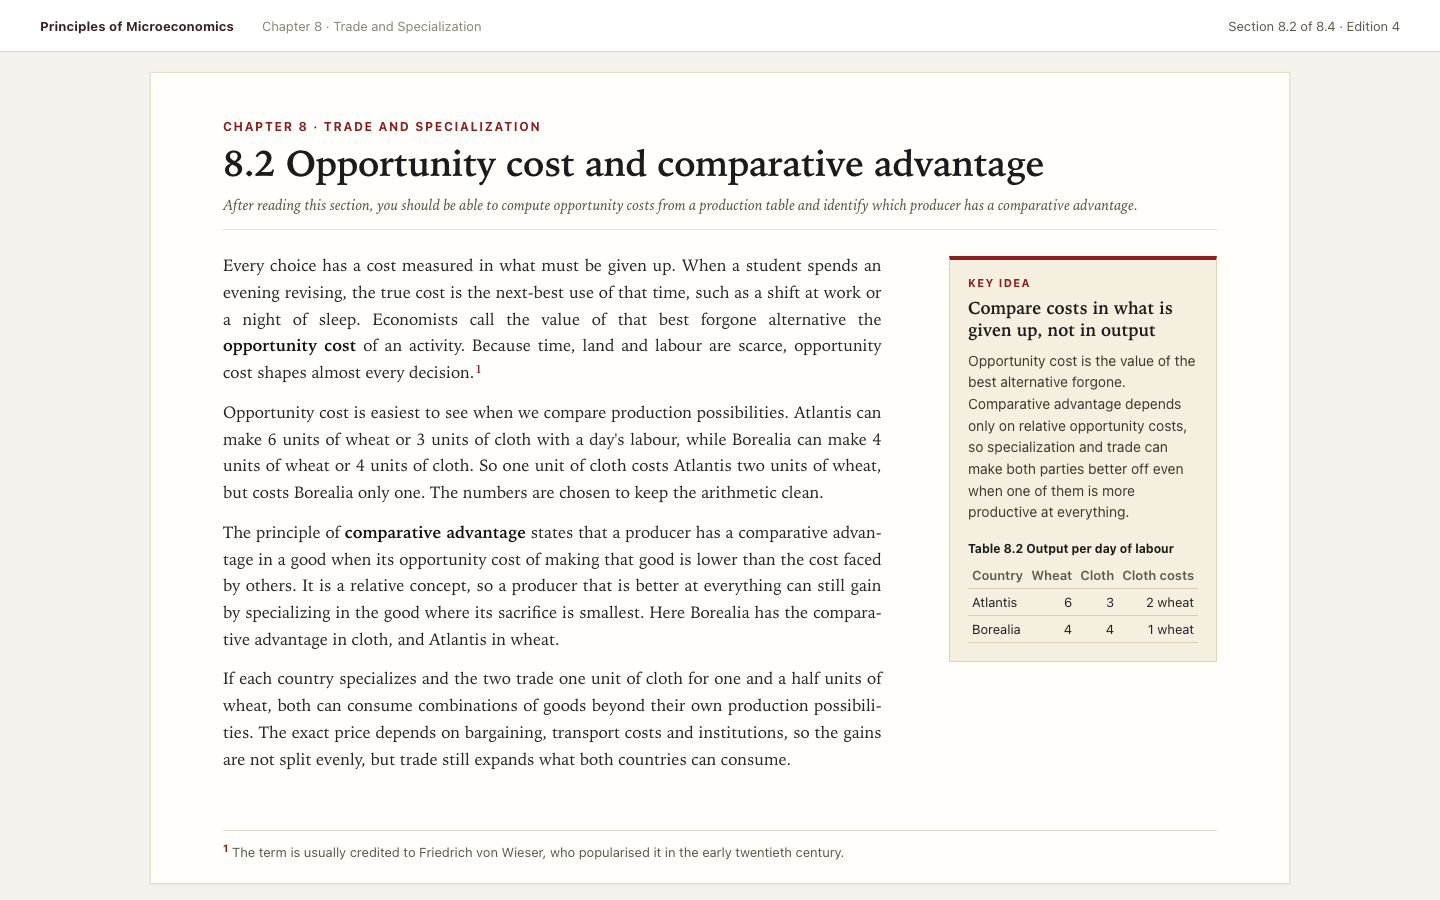 Principles of Microeconomics Chapter 8 · Trade and Specialization Section 8.2 of 8.4 · Edition 4
CHAPTER 8 · TRADE AND SPECIALIZATION
8.2 Opportunity cost and comparative advantage
After reading this section, you should be able to compute opportunity costs from a production table and identify which producer has a comparative advantage.
Every choice has a cost measured in what must be given up. When a student spends an
evening revising, the true cost is the next-best use of that time, such as a shift at work or
a night of sleep. Economists call the value of that best forgone alternative the
opportunity cost of an activity. Because time, land and labour are scarce, opportunity
cost shapes almost every decision.1
Opportunity cost is easiest to see when we compare production possibilities. Atlantis can
make 6 units of wheat or 3 units of cloth with a day's labour, while Borealia can make 4
units of wheat or 4 units of cloth. So one unit of cloth costs Atlantis two units of wheat,
but costs Borealia only one. The numbers are chosen to keep the arithmetic clean.
The principle of comparative advantage states that a producer has a comparative advan-
tage in a good when its opportunity cost of making that good is lower than the cost faced
by others. It is a relative concept, so a producer that is better at everything can still gain
by specializing in the good where its sacrifice is smallest. Here Borealia has the compara-
tive advantage in cloth, and Atlantis in wheat.
If each country specializes and the two trade one unit of cloth for one and a half units of
wheat, both can consume combinations of goods beyond their own production possibili-
ties. The exact price depends on bargaining, transport costs and institutions, so the gains
are not split evenly, but trade still expands what both countries can consume.
KEY IDEA
Compare costs in what is
given up, not in output
Opportunity cost is the value of the
best alternative forgone.
Comparative advantage depends
only on relative opportunity costs,
so specialization and trade can
make both parties better off even
when one of them is more
productive at everything.
Table 8.2 Output per day of labour
Country Wheat Cloth Cloth costs
Atlantis 6 3 2 wheat
Borealia 4 4 1 wheat
1 The term is usually credited to Friedrich von Wieser, who popularised it in the early twentieth century.